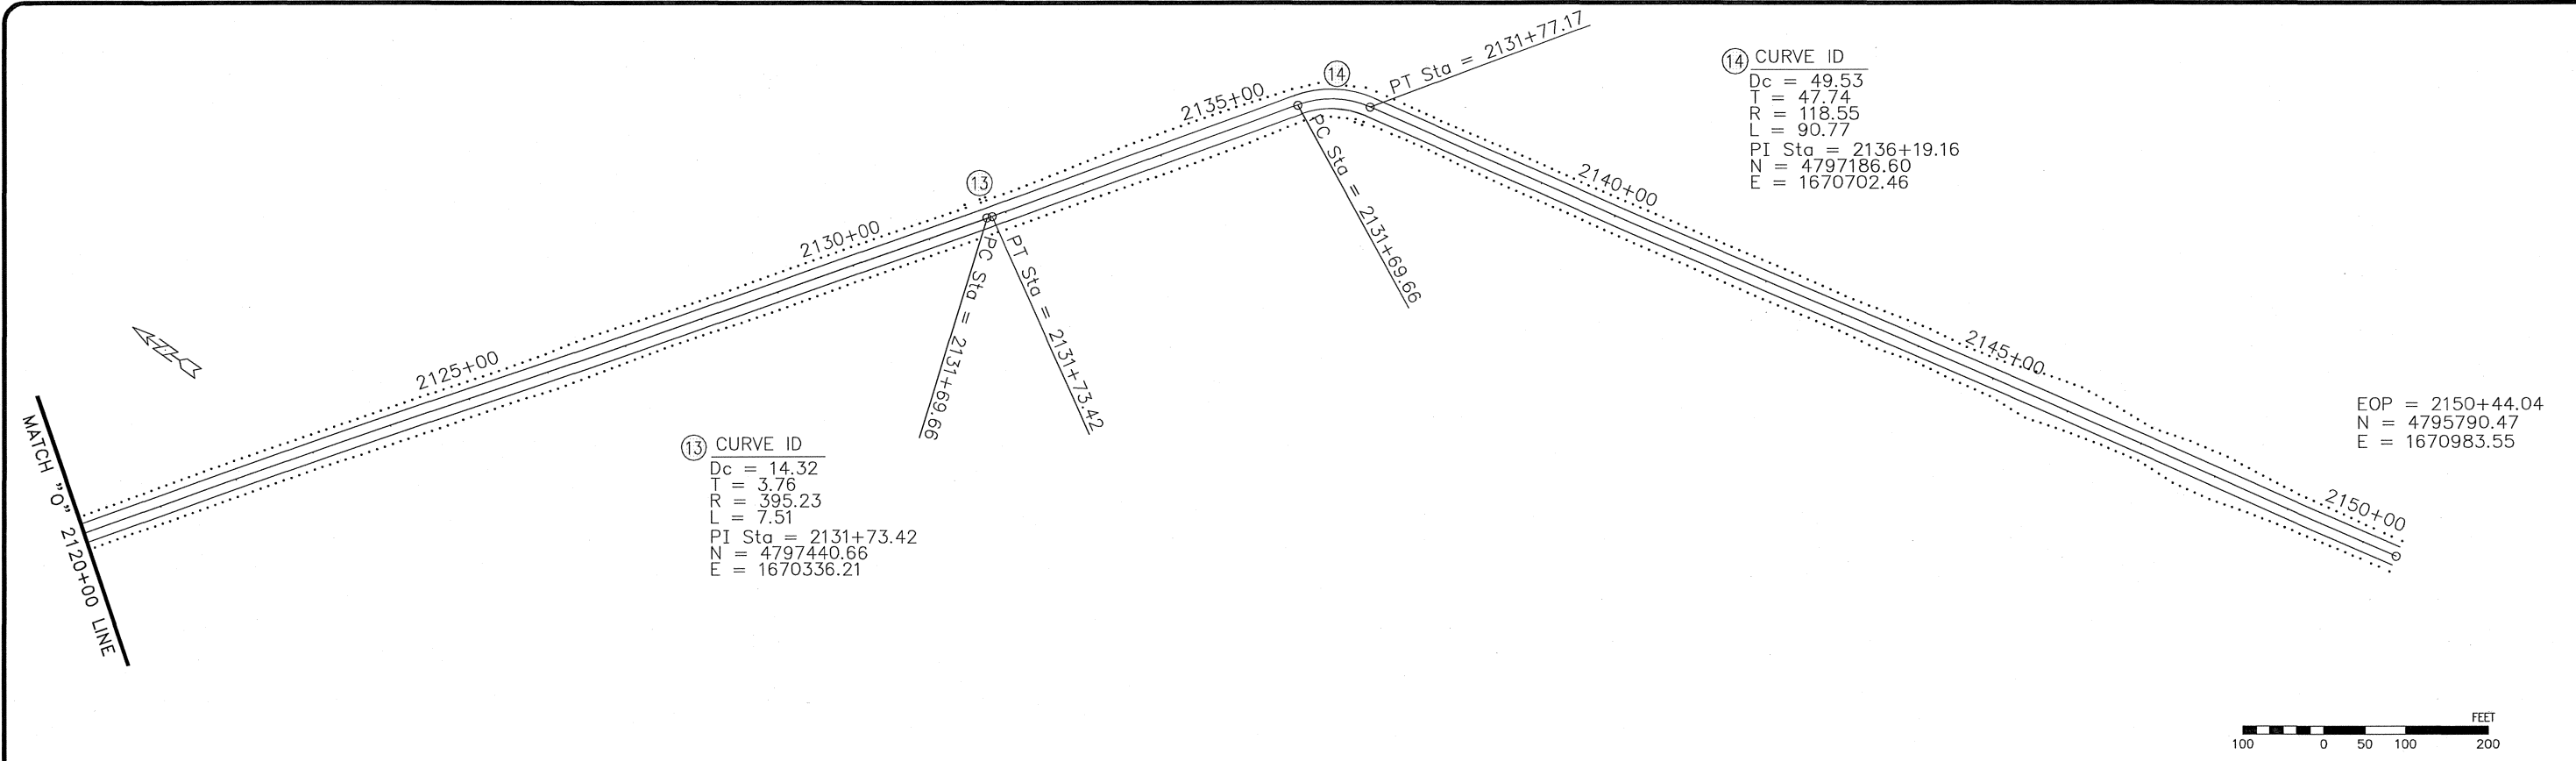 PT Sta = 2131+77.17
14
14 CURVE ID
Dc = 49.53
T = 47.74
R = 118.55
L = 90.77
PI Sta = 2136+19.16
N = 4797186.60
E = 1670702.46
2135+00
PC Sta = 2131+69.66
13
2140+00
2130+00
PC Sta = 2131+69.66
PT Sta = 2131+73.42
2125+00
2145+00
EOP = 2150+44.04
N = 4795790.47
E = 1670983.55
MATCH "O" 2120+00 LINE
13 CURVE ID
Dc = 14.32
T = 3.76
R = 395.23
L = 7.51
PI Sta = 2131+73.42
N = 4797440.66
E = 1670336.21
2150+00
FEET
100 0 50 100 200